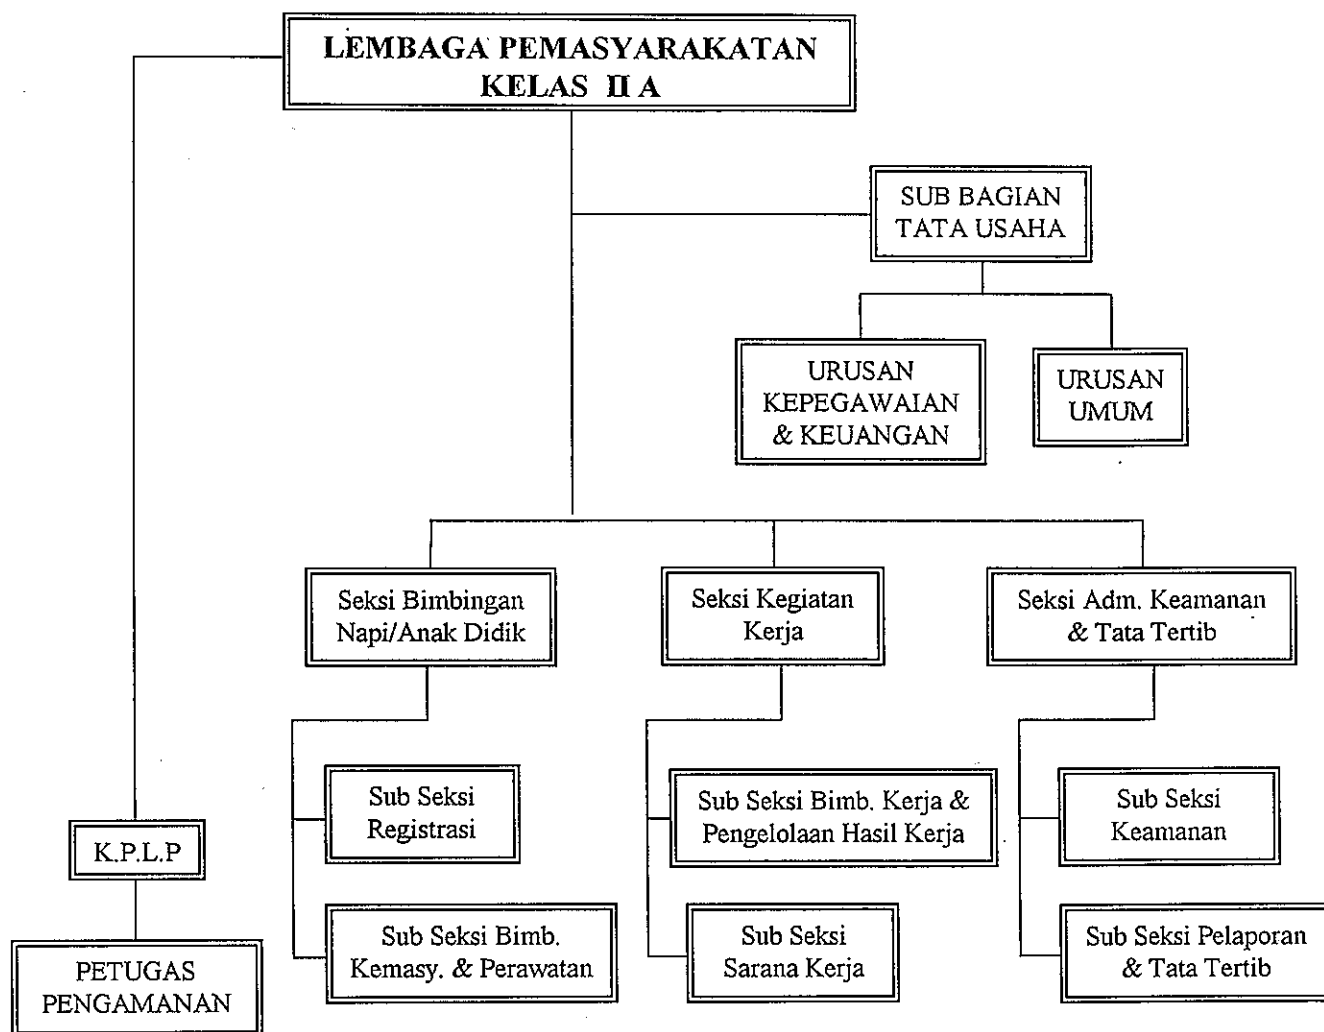 LEMBAGA PEMASYARAKATAN
KELAS II A
SUB BAGIAN
TATA USAHA
URUSAN
KEPEGAWAIAN
& KEUANGAN
URUSAN
UMUM
Seksi Bimbingan
Napi/Anak Didik
Seksi Kegiatan
Kerja
Seksi Adm. Keamanan
& Tata Tertib
Sub Seksi
Registrasi
Sub Seksi Bimb. Kerja &
Pengelolaan Hasil Kerja
Sub Seksi
Keamanan
K.P.L.P
Sub Seksi Bimb.
Kemasy. & Perawatan
Sub Seksi
Sarana Kerja
Sub Seksi Pelaporan
& Tata Tertib
PETUGAS
PENGAMANAN